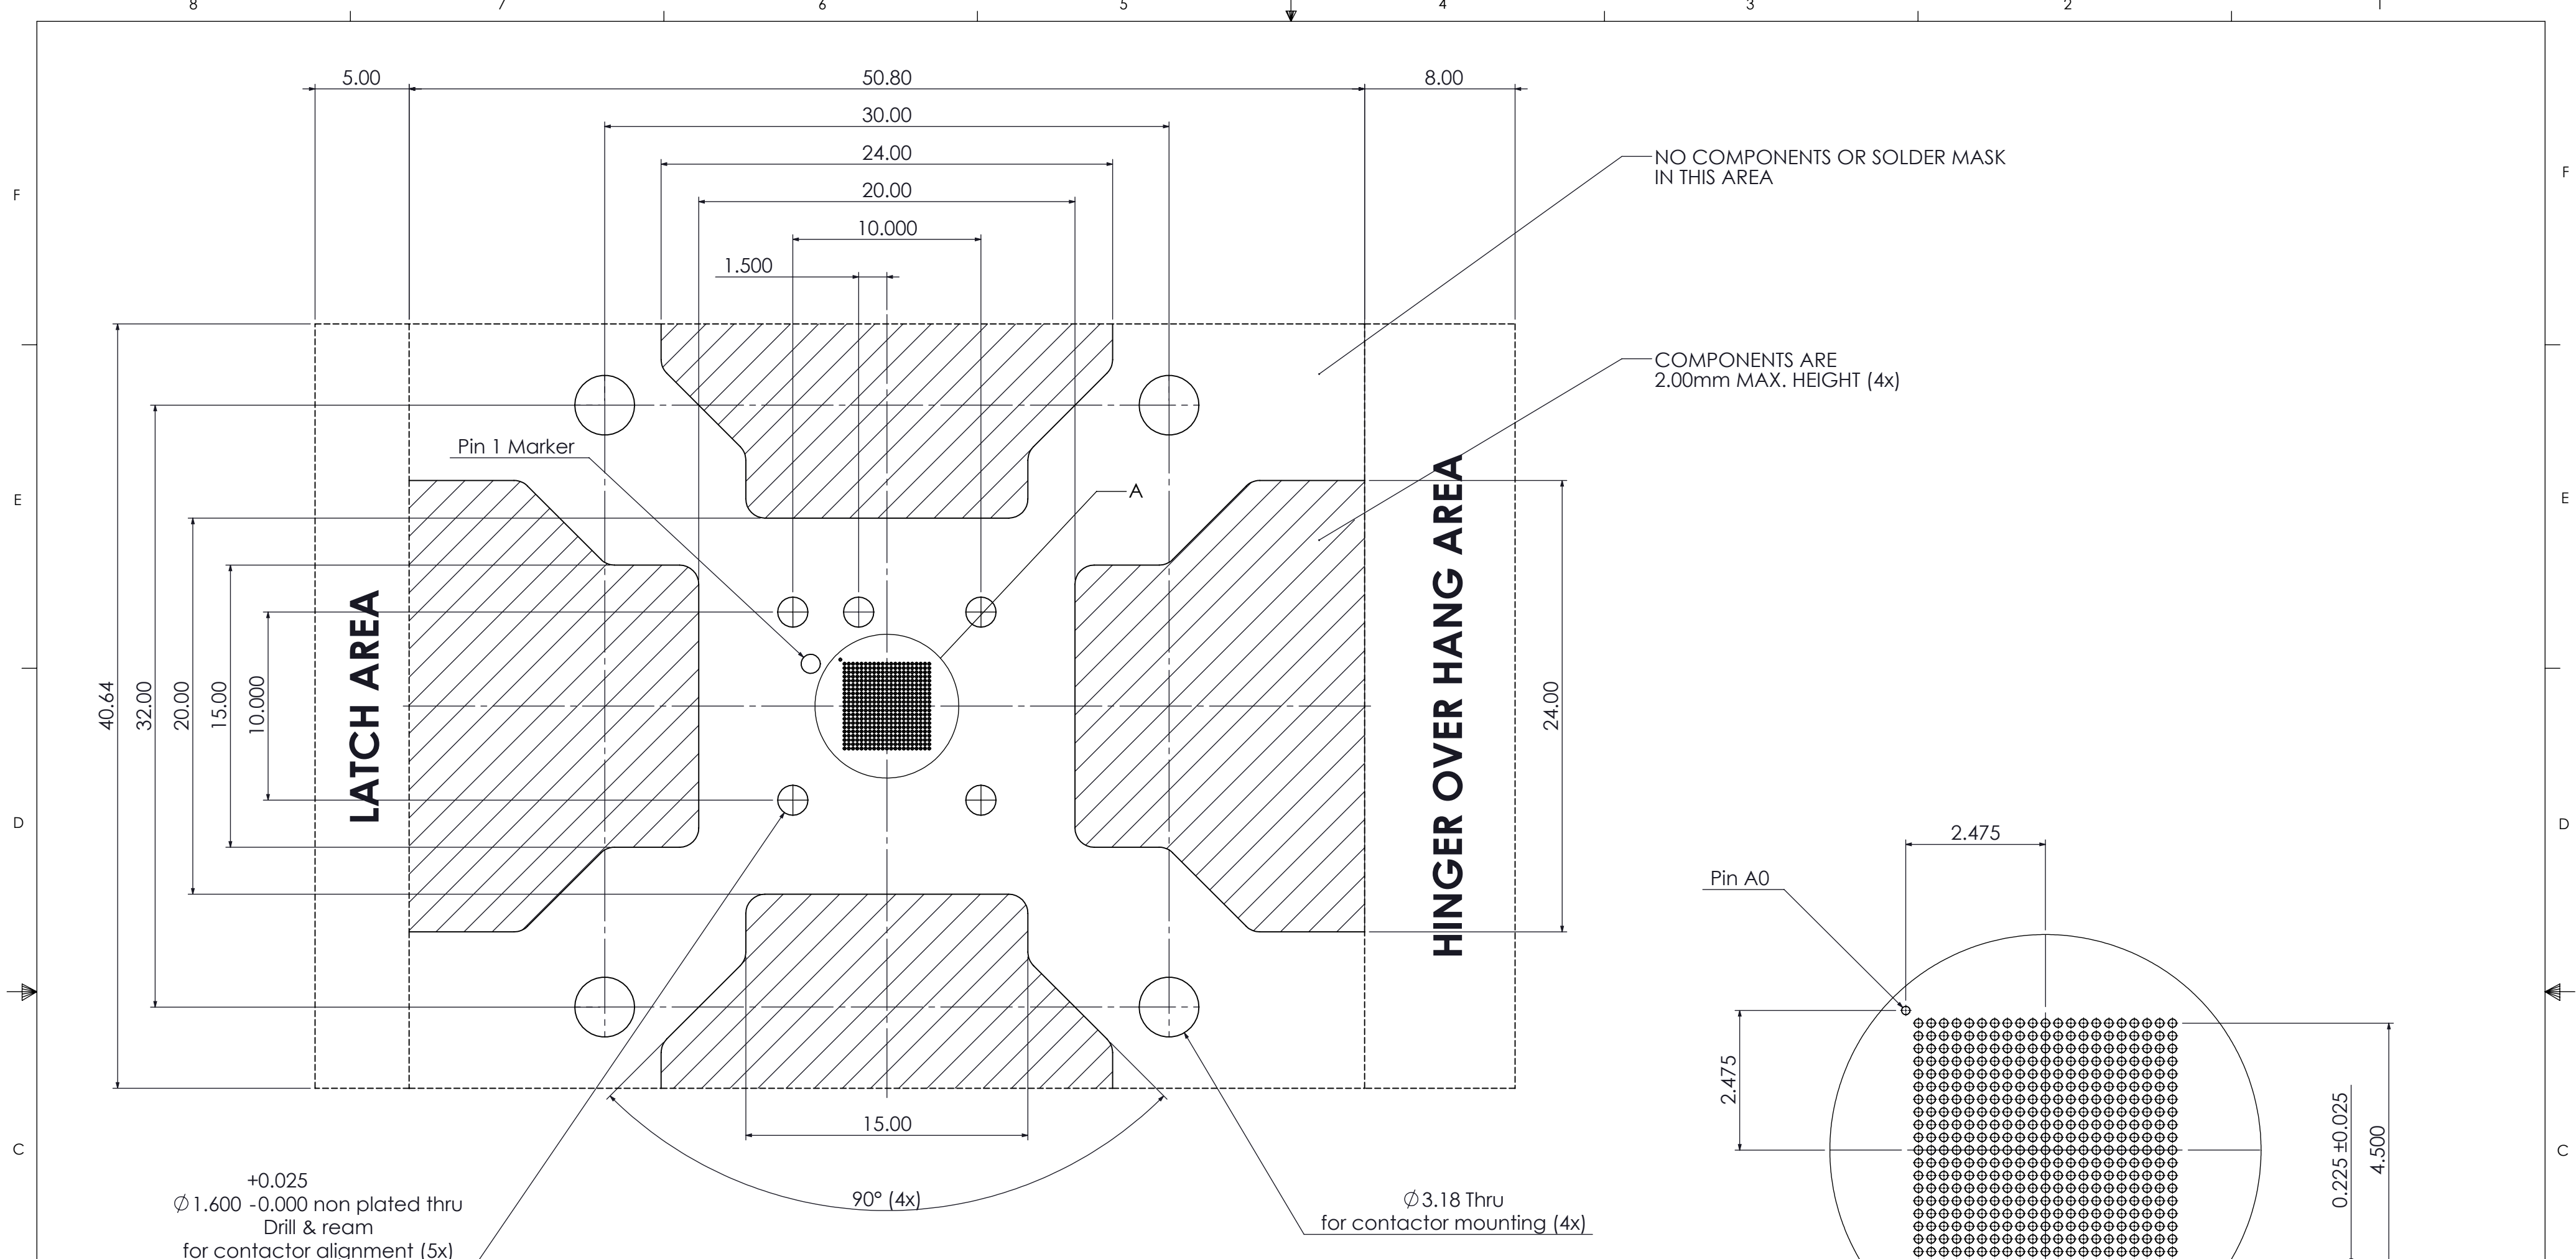 8 7 6 5 4 3 2 1
5.00 50.80 8.00
30.00
24.00
20.00
10.000
1.500
NO COMPONENTS OR SOLDER MASK
IN THIS AREA
F F
COMPONENTS ARE
2.00mm MAX. HEIGHT (4x)
Pin 1 Marker
A
E E
LATCH AREA
HINGER OVER HANG AREA
40.64
32.00
20.00
15.00
10.000
24.00
D D
2.475
Pin A0
2.475
0.225 ±0.025
4.500
15.00
C C
90° (4x)
+0.025
∅1.600 -0.000 non plated thru
Drill & ream
for contactor alignment (5x)
∅3.18 Thru
for contactor mounting (4x)